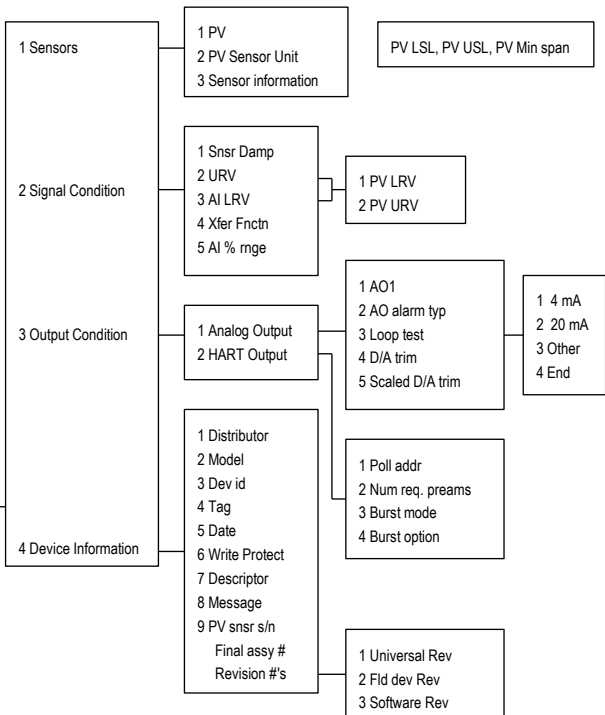 1 Sensors
2 Signal Condition
3 Output Condition
4 Device Information
1 PV
2 PV Sensor Unit
3 Sensor information
PV LSL, PV USL, PV Min span
1 Snsr Damp
2 URV
3 AI LRV
4 Xfer Fnctn
5 AI % rnge
1 PV LRV
2 PV URV
1 Analog Output
2 HART Output
1 AO1
2 AO alarm typ
3 Loop test
4 D/A trim
5 Scaled D/A trim
1 4 mA
2 20 mA
3 Other
4 End
1 Poll addr
2 Num req. preams
3 Burst mode
4 Burst option
1 Distributor
2 Model
3 Dev id
4 Tag
5 Date
6 Write Protect
7 Descriptor
8 Message
9 PV snsr s/n
Final assy #
Revision #'s
1 Universal Rev
2 Fld dev Rev
3 Software Rev